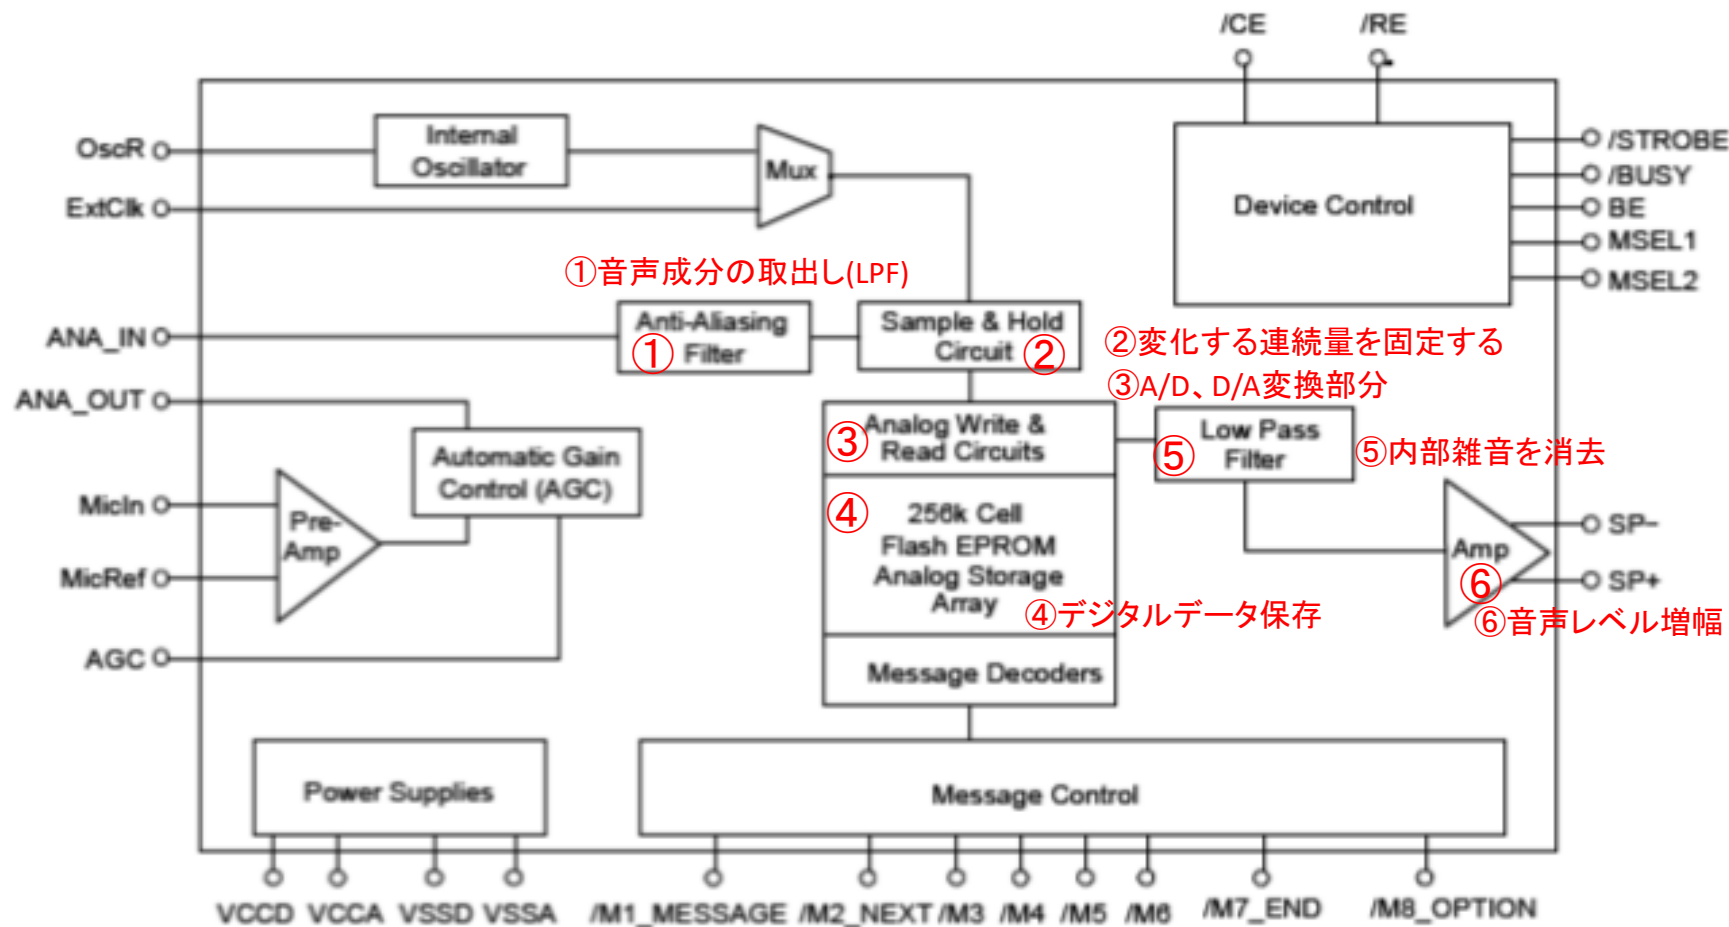 /CE
/RE
OscR
Internal
Oscillator
Mux
ExtClk
Device Control
/STROBE
/BUSY
BE
MSEL1
MSEL2
①音声成分の取出し(LPF)
ANA_IN
Anti-Aliasing
① Filter
Sample & Hold
Circuit ②
②変化する連続量を固定する
③A/D、D/A変換部分
ANA_OUT
Automatic Gain
Control (AGC)
③ Analog Write &
Read Circuits
Low Pass
⑤ Filter
⑤内部雑音を消去
MicIn
Pre-
Amp
MicRef
④ 256k Cell
Flash EPROM
Analog Storage
Array
④デジタルデータ保存
Amp
⑥
SP–
SP+
⑥音声レベル増幅
AGC
Message Decoders
Power Supplies
Message Control
VCCD
VCCA
VSSD
VSSA
/M1_MESSAGE
/M2_NEXT
/M3
/M4
/M5
/M6
/M7_END
/M8_OPTION